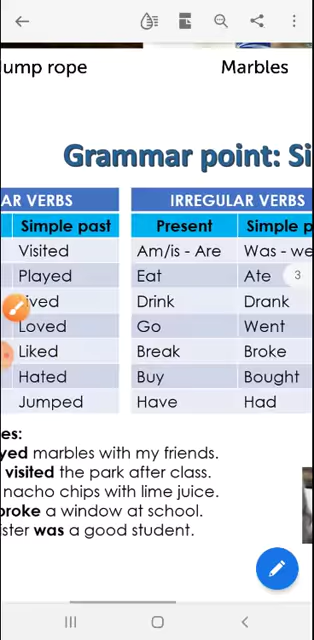 ump rope
Marbles
Grammar point: Si
AR VERBS
IRREGULAR VERBS
Simple past
Present
Simple p
Visited
Am/is - Are
Was - we
Played
Eat
Ate
3
ived
Drink
Drank
Loved
Go
Went
Liked
Break
Broke
Hated
Buy
Bought
Jumped
Have
Had
es:
yed marbles with my friends.
visited the park after class.
nacho chips with lime juice.
broke a window at school.
ister was a good student.